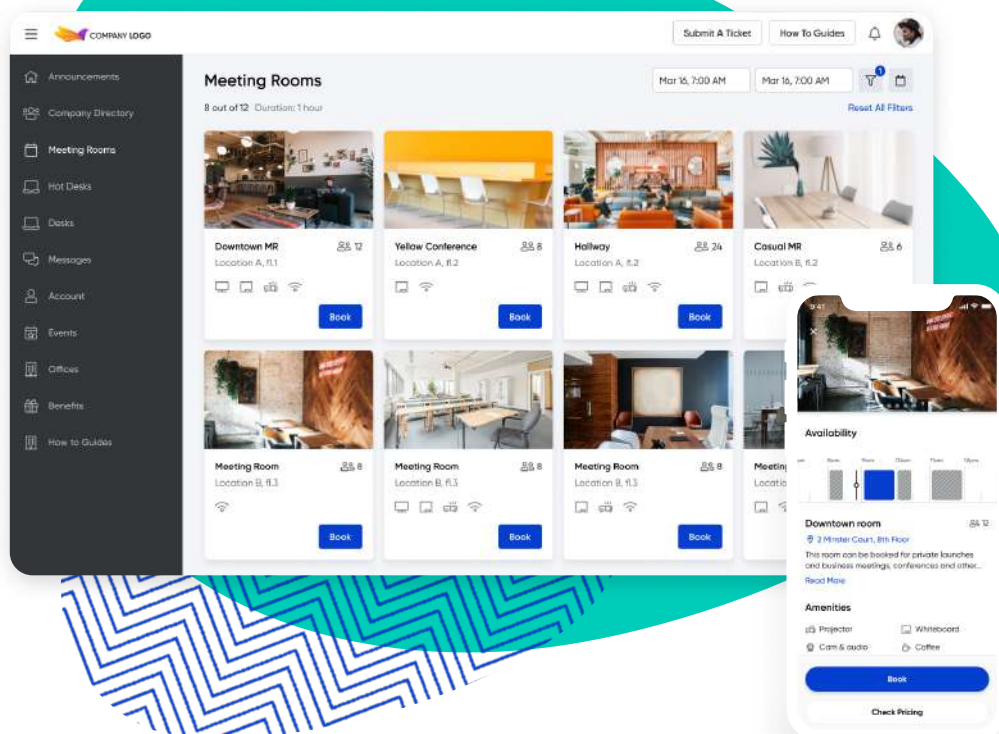 COMPANY LOGO
Submit A Ticket
How To Guides
Announcements
Company Directory
Meeting Rooms
Hot Desks
Desks
Messages
Account
Events
Offices
Benefits
How to Guides
Meeting Rooms
Mar 16, 7:00 AM
Mar 16, 7:00 AM
1
8 out of 12 Duration: 1 hour
Reset All Filters
Downtown MR 12
Location A, fl.1
Book
Yellow Conference 8
Location A, fl.2
Book
Hallway 24
Location A, fl.2
Book
Casual MR 6
Location B, fl.2
Meeting Room 8
Location B, fl.3
Book
Meeting Room 8
Location B, fl.3
Book
Meeting Room 8
Location B, fl.3
Book
9:41
Availability
Downtown room 12
2 Minster Court, 8th Floor
This room can be booked for private launches
and business meetings, conferences and other...
Read More
Amenities
Projector
Whiteboard
Cam & audio
Coffee
Book
Check Pricing